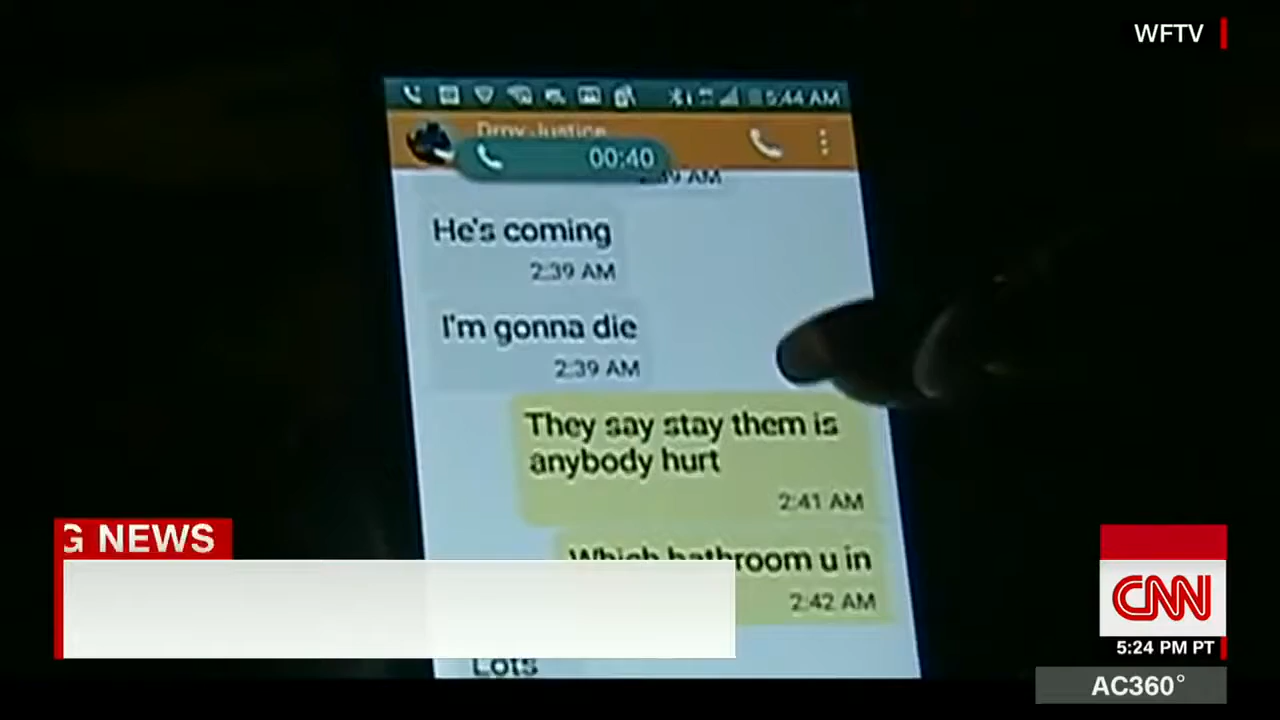 WFTV
5:44 AM
Justice
00:40
2:39 AM
He's coming
2:39 AM
I'm gonna die
2:39 AM
They say stay them is
anybody hurt
2:41 AM
Which bathroom u in
2:42 AM
Lots
G NEWS
CNN
5:24 PM PT
AC360°